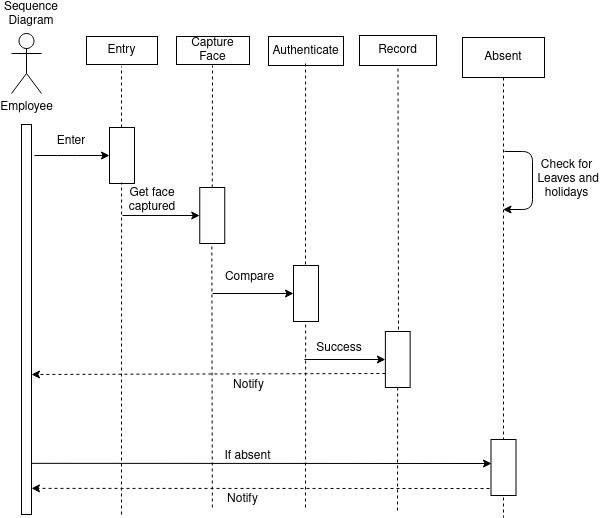 Sequence
Diagram
Employee
Entry
Capture
Face
Authenticate
Record
Absent
Enter
Get face
captured
Check for
Leaves and
holidays
Compare
Success
Notify
If absent
Notify